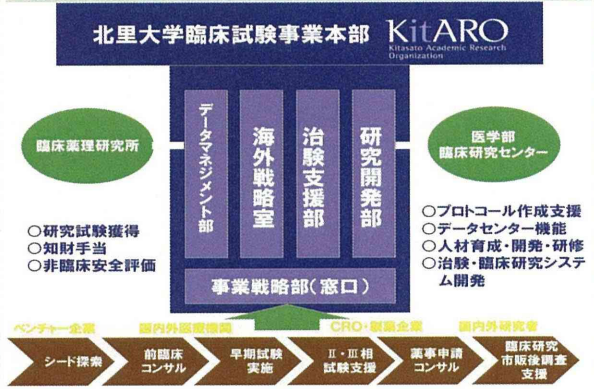 北里大学臨床試験事業本部
KitARO
Kitasato Academic Research
Organization
データマネジメント部
海外戦略室
治験支援部
研究開発部
事業戦略部(窓口)
臨床薬理研究所
○研究試験獲得
○知財手当
○非臨床安全評価
医学部
臨床研究センター
○プロトコール作成支援
○データセンター機能
○人材育成・開発・研修
○治験・臨床研究システ
ム開発
ベンチャー企業
国内外医療機関
CRO・製薬企業
国内外研究者
シード探索
前臨床
コンサル
早期試験
実施
Ⅱ・Ⅲ相
試験支援
薬事申請
コンサル
臨床研究
市販後調査
支援